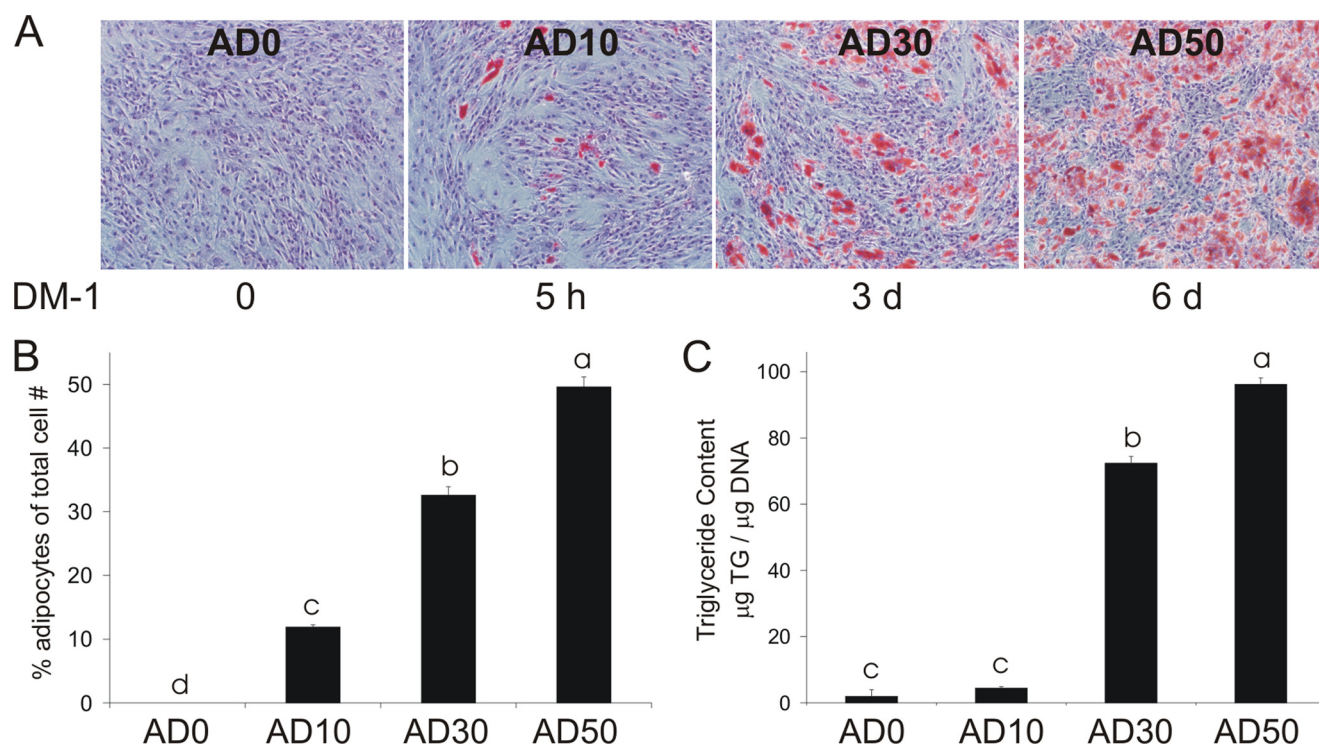 A
AD0 AD10 AD30 AD50
DM-1 0 5 h 3 d 6 d
B
% adipocytes of total cell #
50
40
30
20
10
0
d c b a
AD0 AD10 AD30 AD50
C
Triglyceride Content
µg TG / µg DNA
100
80
60
40
20
0
c c b a
AD0 AD10 AD30 AD50